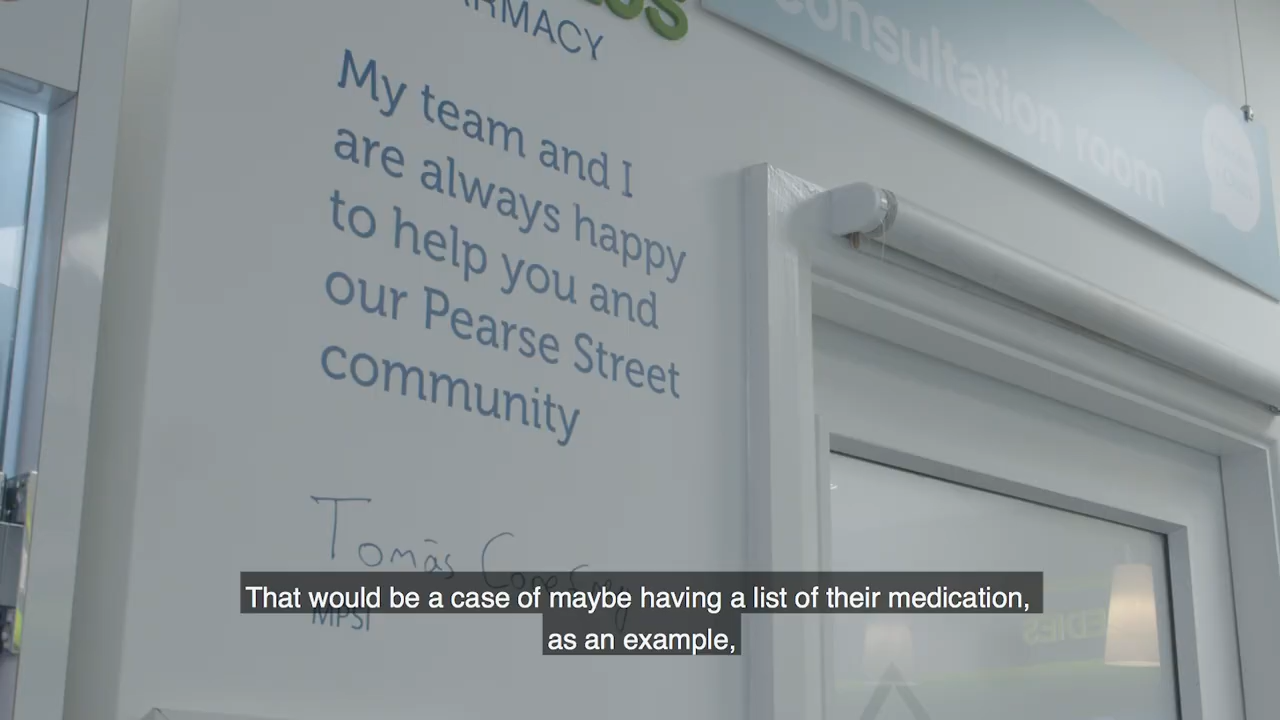 PHARMACY
My team and I
are always happy
to help you and
our Pearse Street
community
Tomás
MPSI
consultation room
That would be a case of maybe having a list of their medication,
as an example,